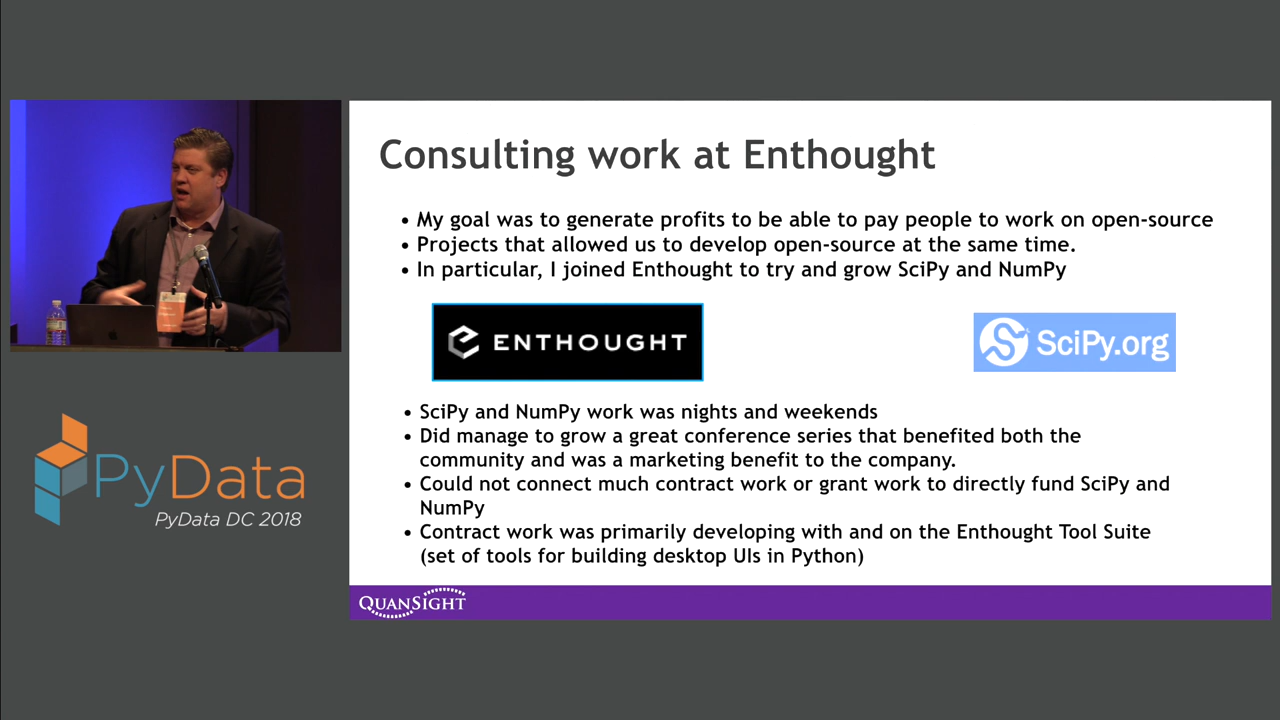 Consulting work at Enthought
• My goal was to generate profits to be able to pay people to work on open-source
• Projects that allowed us to develop open-source at the same time.
• In particular, I joined Enthought to try and grow SciPy and NumPy
ENTHOUGHT
SciPy.org
• SciPy and NumPy work was nights and weekends
• Did manage to grow a great conference series that benefited both the
community and was a marketing benefit to the company.
• Could not connect much contract work or grant work to directly fund SciPy and
NumPy
• Contract work was primarily developing with and on the Enthought Tool Suite
(set of tools for building desktop UIs in Python)
QUANSIGHT
PyData
PyData DC 2018